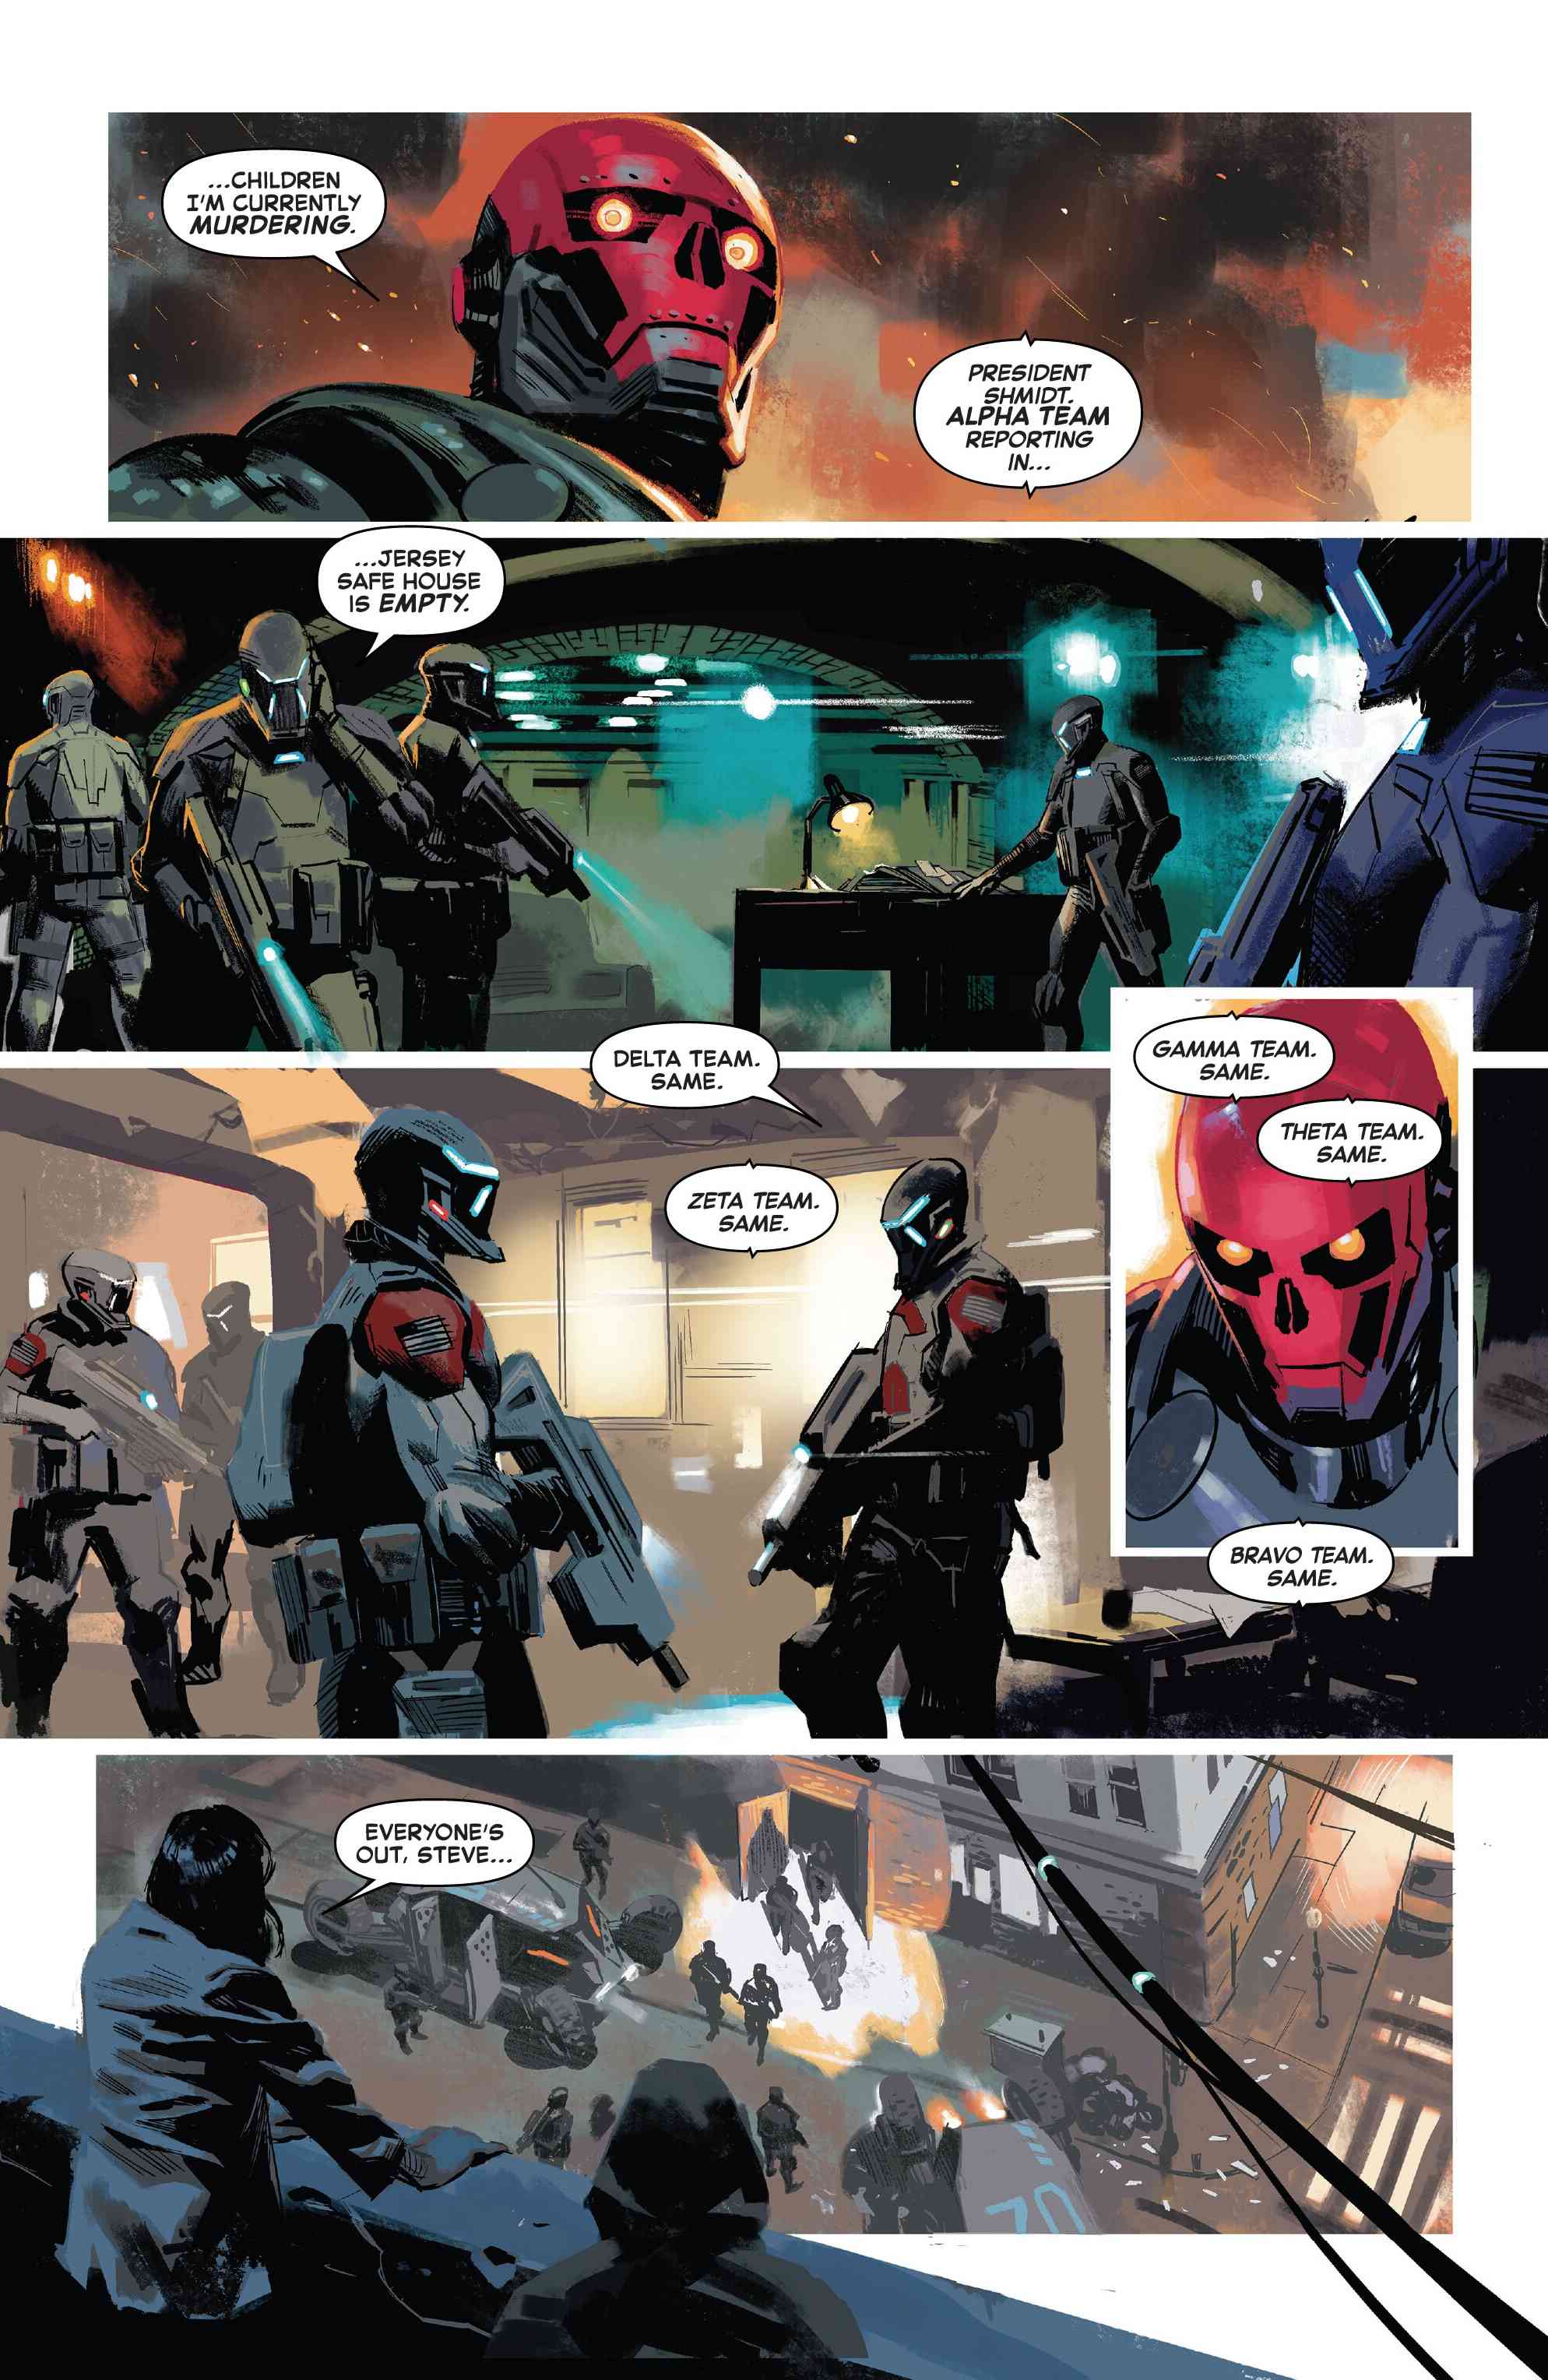 ...CHILDREN
I'M CURRENTLY
MURDERING.
PRESIDENT
SHMIDT.
ALPHA TEAM
REPORTING
IN...
...JERSEY
SAFE HOUSE
IS EMPTY.
DELTA TEAM.
SAME.
ZETA TEAM.
SAME.
GAMMA TEAM.
SAME.
THETA TEAM.
SAME.
BRAVO TEAM.
SAME.
EVERYONE'S
OUT, STEVE...
70